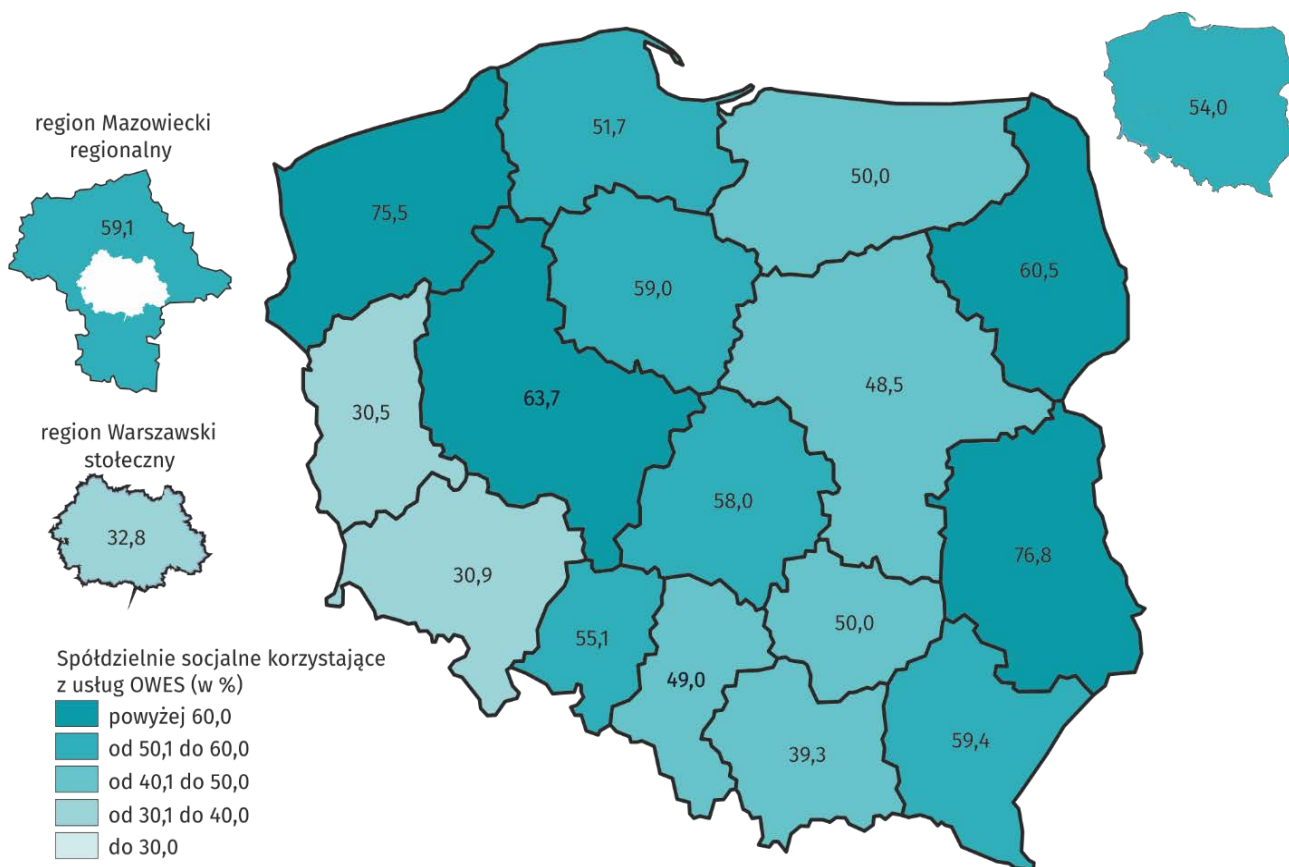 54,0
region Mazowiecki
regionalny
59,1
region Warszawski
stołeczny
32,8
51,7
50,0
75,5
60,5
59,0
48,5
30,5
63,7
58,0
76,8
30,9
50,0
55,1
49,0
39,3
59,4
Spółdzielnie socjalne korzystające
z usług OWES (w %)
powyżej 60,0
od 50,1 do 60,0
od 40,1 do 50,0
od 30,1 do 40,0
do 30,0